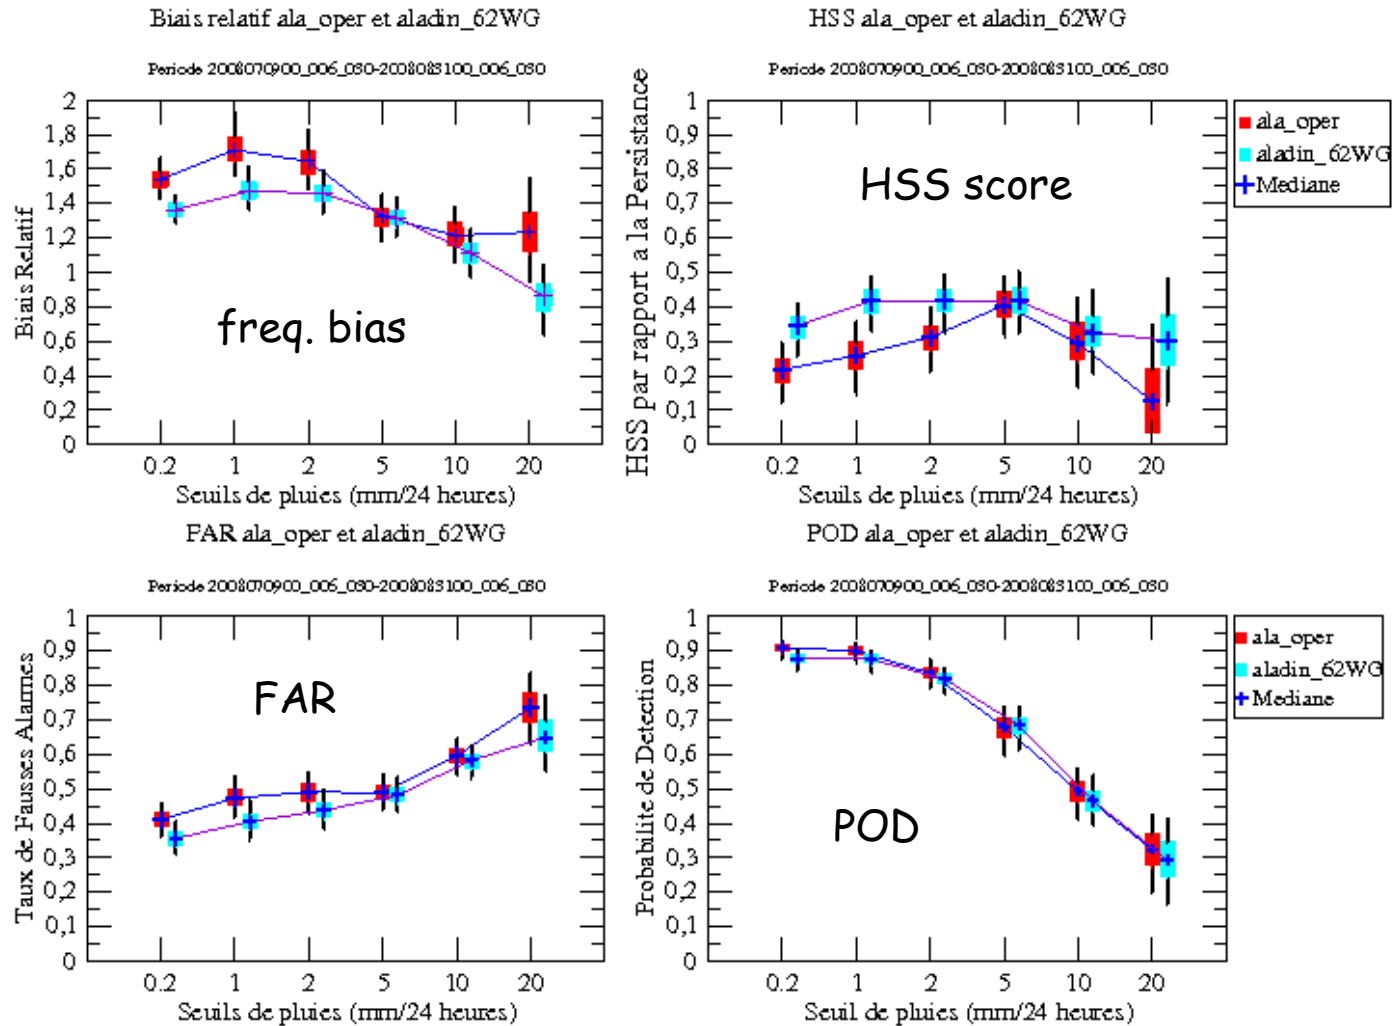 Biais relatif ala_oper et aladin_62WG
Periode 2008070900_006_030-2008083100_006_030
Biais Relatif
2
1.8
1.6
1.4
1.2
1
0.8
0,6
0.4
0,2
0
freq. bias
0.2 1 2 5 10 20
Seuils de pluies (mm/24 heures)
HSS ala_oper et aladin_62WG
Periode 2008070900_006_030-2008083100_006_030
HSS par rapport a la Persistance
1
0,9
0,8
0,7
0,6
0,5
0,4
0,3
0,2
0,1
0
HSS score
0.2 1 2 5 10 20
Seuils de pluies (mm/24 heures)
ala_oper
aladin_62WG
Mediane
FAR ala_oper et aladin_62WG
Periode 2008070900_006_030-2008083100_006_030
Taux de Fausses Alarmes
1
0,9
0,8
0,7
0,6
0,5
0,4
0,3
0,2
0,1
0
FAR
0.2 1 2 5 10 20
Seuils de pluies (mm/24 heures)
POD ala_oper et aladin_62WG
Periode 2008070900_006_030-2008083100_006_030
Probabilite de Detection
1
0,9
0,8
0,7
0,6
0,5
0,4
0,3
0,2
0,1
0
POD
0.2 1 2 5 10 20
Seuil de pluies (mm/24 heures)
ala_oper
aladin_62WG
Mediane